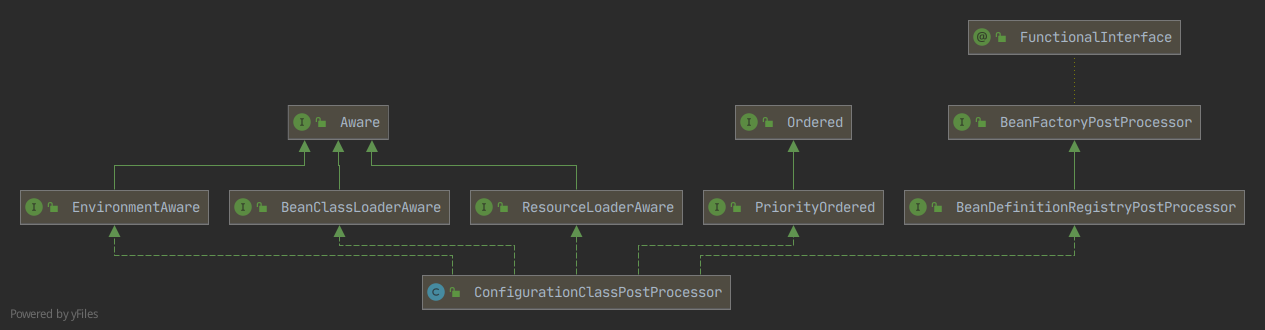 @ FunctionalInterface
I Aware
I Ordered
I BeanFactoryPostProcessor
I EnvironmentAware
I BeanClassLoaderAware
I ResourceLoaderAware
I PriorityOrdered
I BeanDefinitionRegistryPostProcessor
C ConfigurationClassPostProcessor
Powered by yFiles